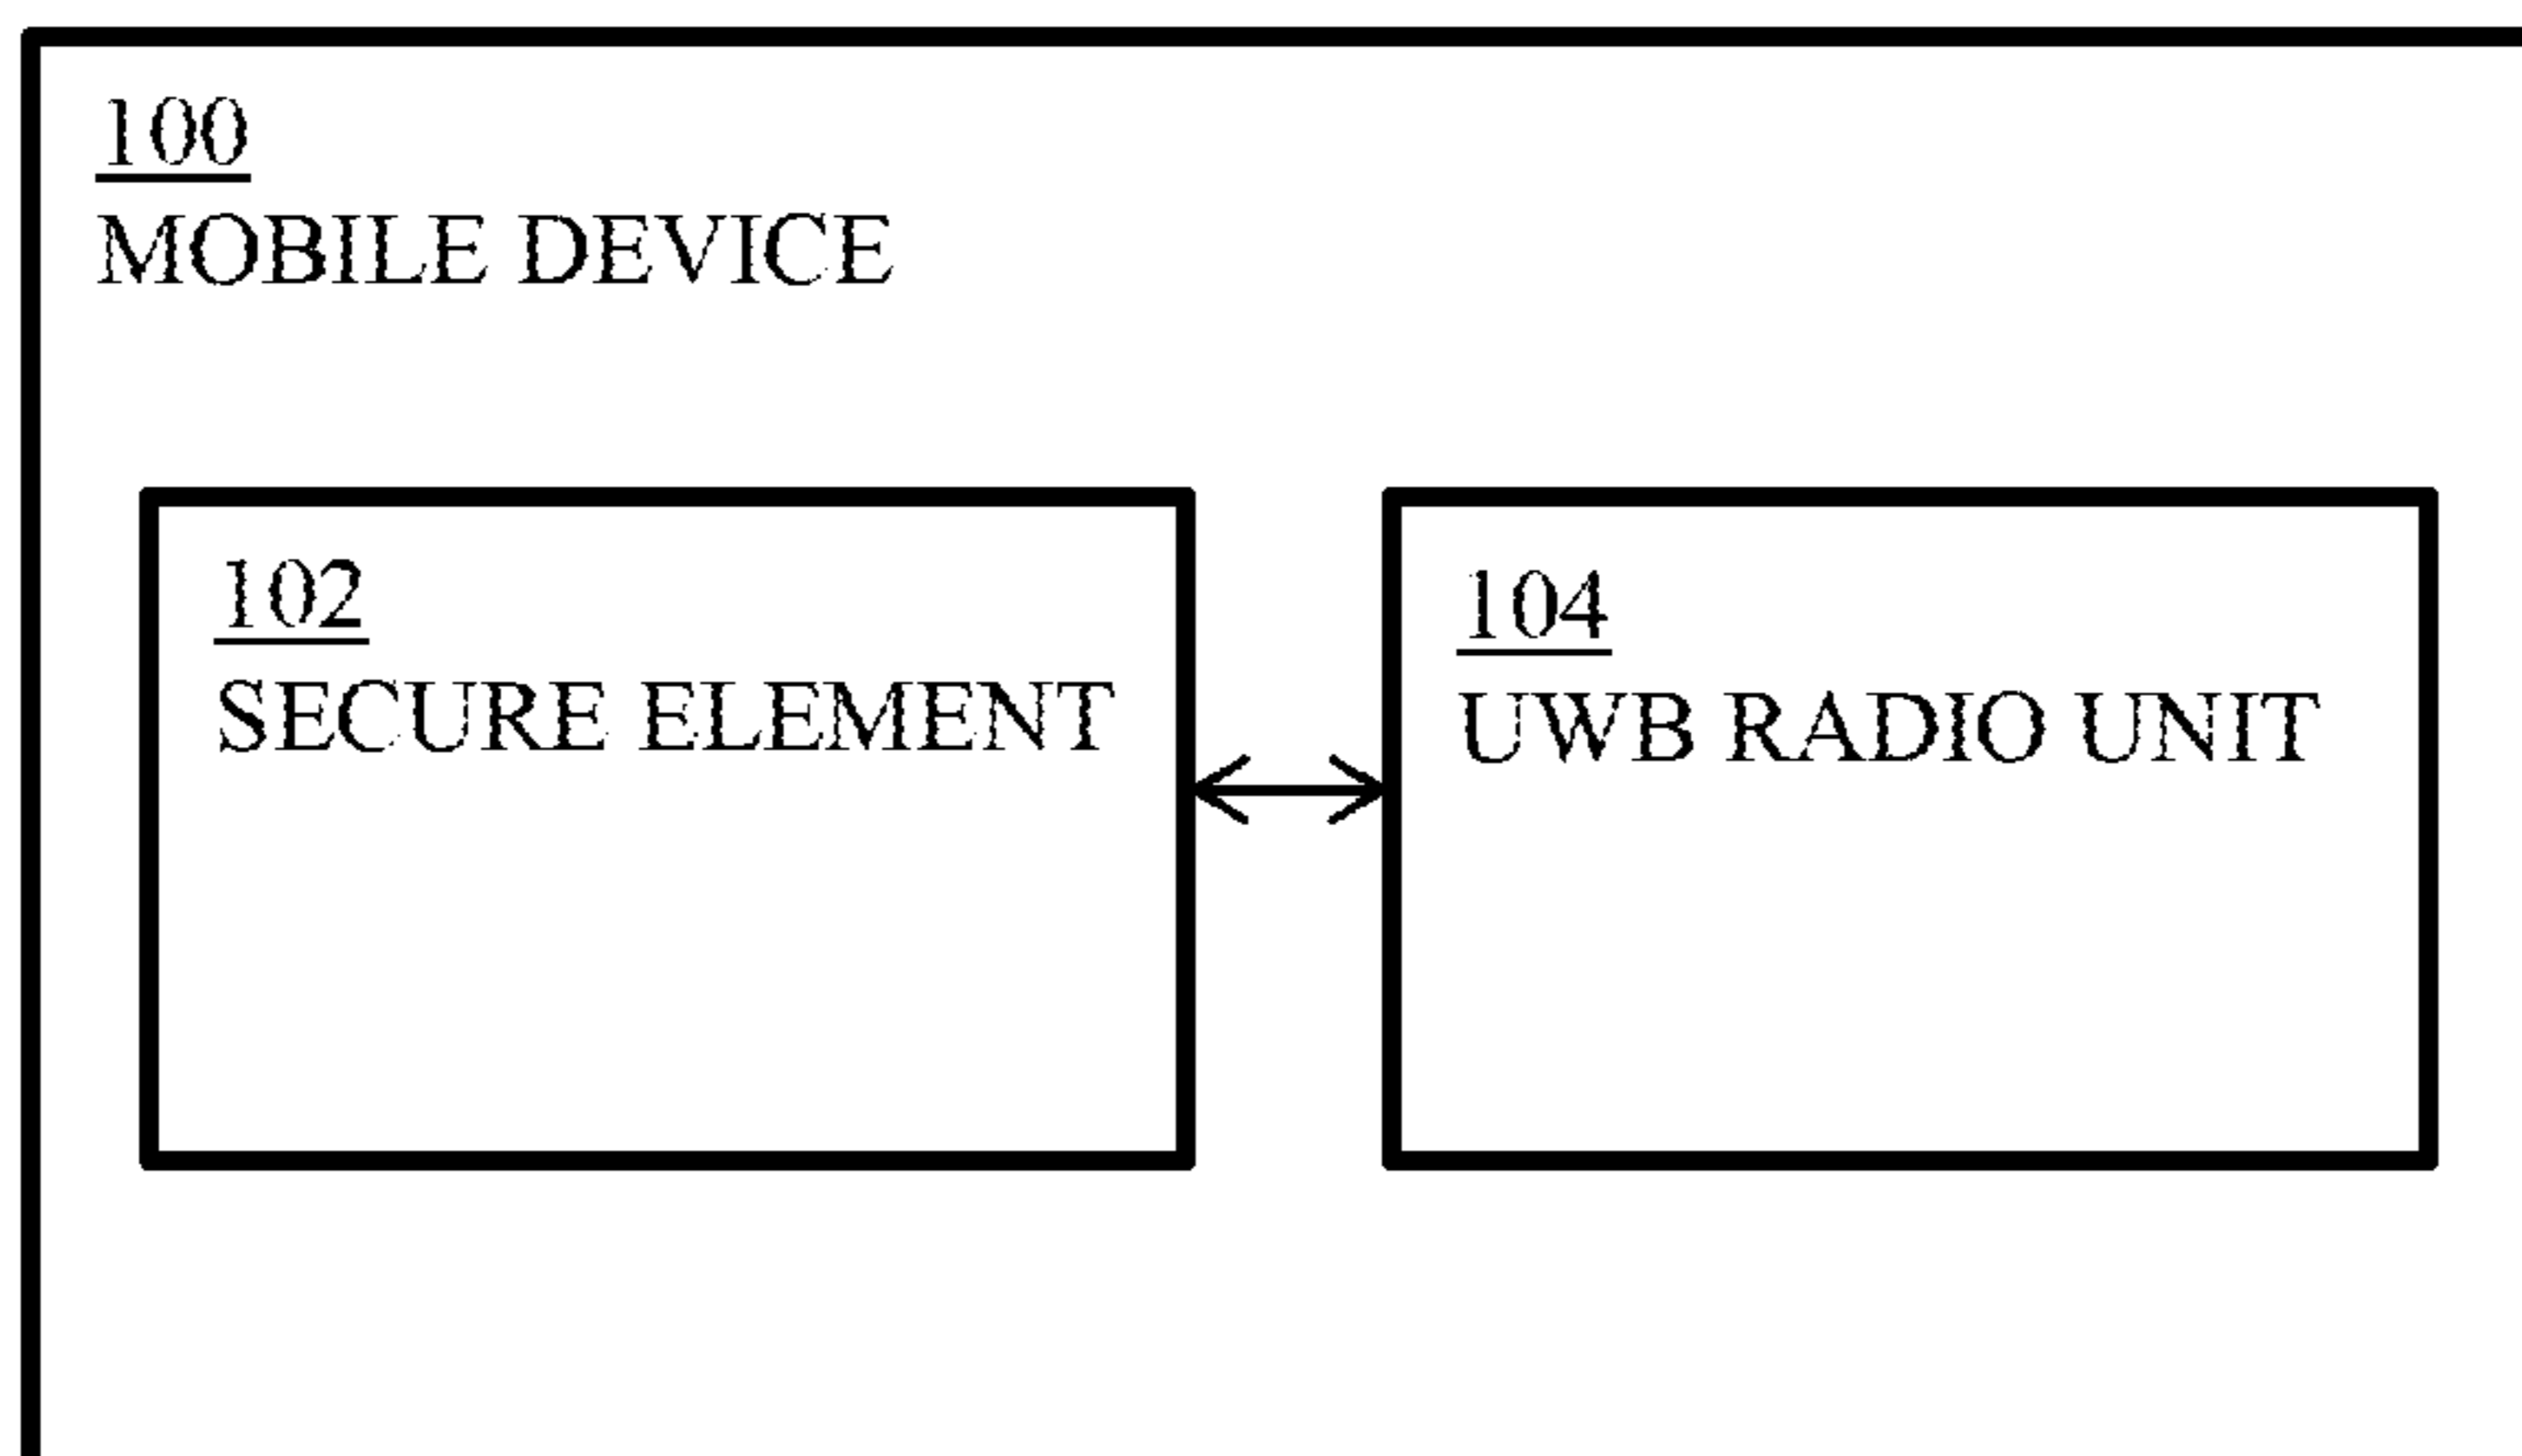 100
MOBILE DEVICE
102
SECURE ELEMENT
104
UWB RADIO UNIT